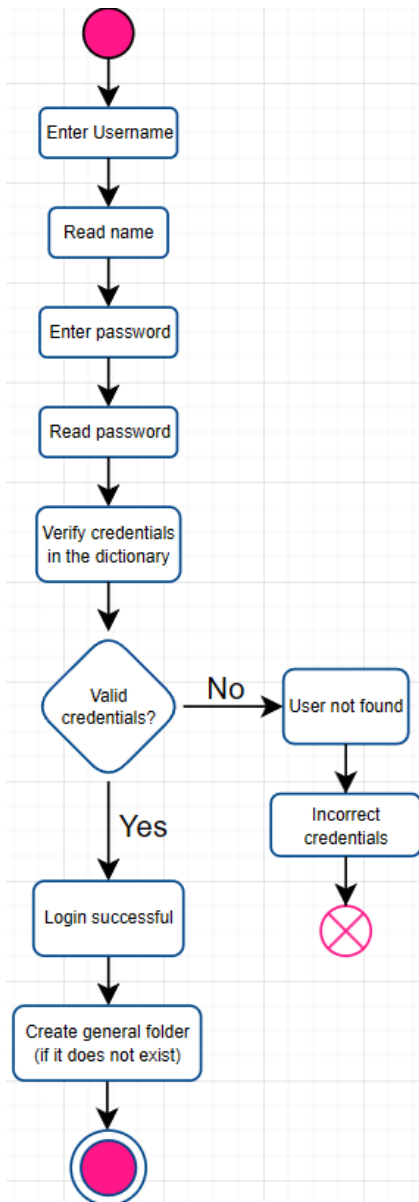 Enter Username
Read name
Enter password
Read password
Verify credentials
in the dictionary
Valid
credentials?
No
User not found
Incorrect
credentials
Yes
Login successful
Create general folder
(if it does not exist)